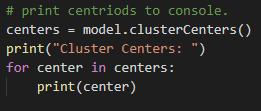 # print centriods to console.
centers = model.clusterCenters()
print("Cluster Centers: ")
for center in centers:
    print(center)